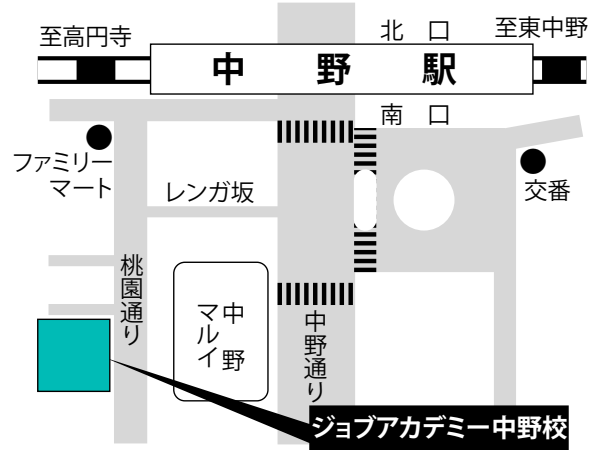 至高円寺
北口
至東中野
中野駅
南口
ファミリー
マート
交番
レンガ坂
桃園通り
中野
マルイ
中野通り
ジョブアカデミー中野校